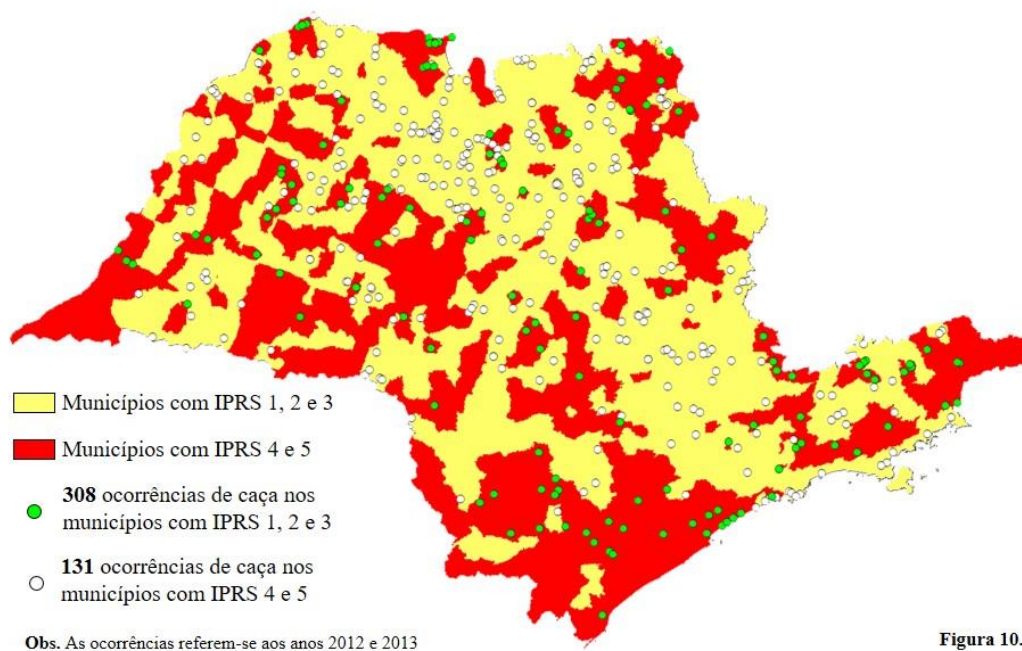 Municípios com IPRS 1, 2 e 3
Municípios com IPRS 4 e 5
308 ocorrências de caça nos
municípios com IPRS 1, 2 e 3
131 ocorrências de caça nos
municípios com IPRS 4 e 5
Obs. As ocorrências referem-se aos anos 2012 e 2013
Figura 10.